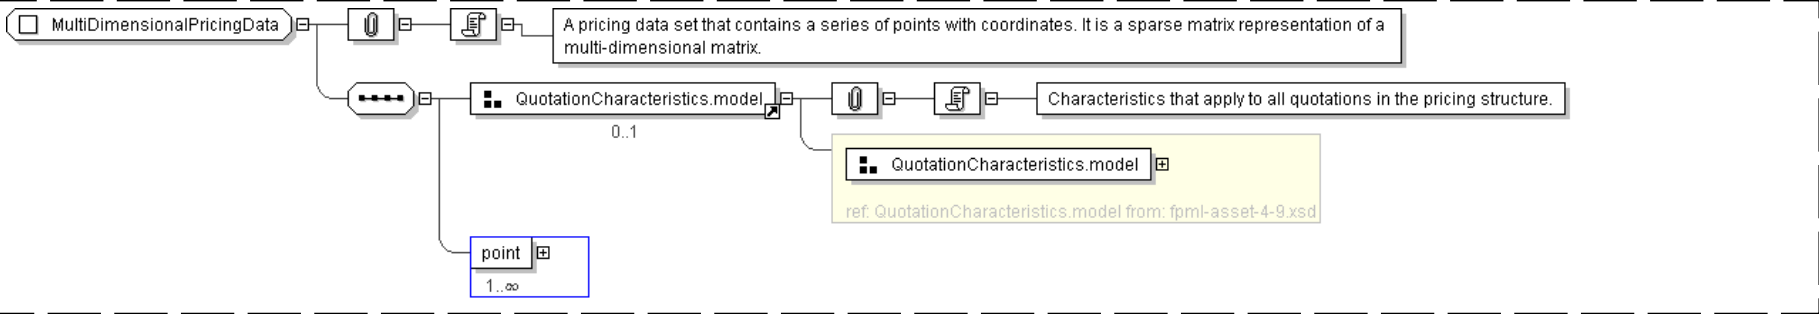 MultiDimensionalPricingData
A pricing data set that contains a series of points with coordinates. It is a sparse matrix representation of a
multi-dimensional matrix.
QuotationCharacteristics.model
0..1
Characteristics that apply to all quotations in the pricing structure.
QuotationCharacteristics.model
ref: QuotationCharacteristics.model from: fpml-asset-4-9.xsd
point
1..∞